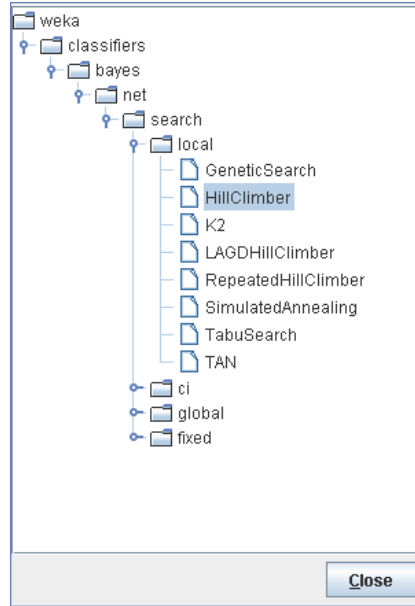 weka
classifiers
bayes
net
search
local
GeneticSearch
HillClimber
K2
LAGDHillClimber
RepeatedHillClimber
SimulatedAnnealing
TabuSearch
TAN
ci
global
fixed
Close